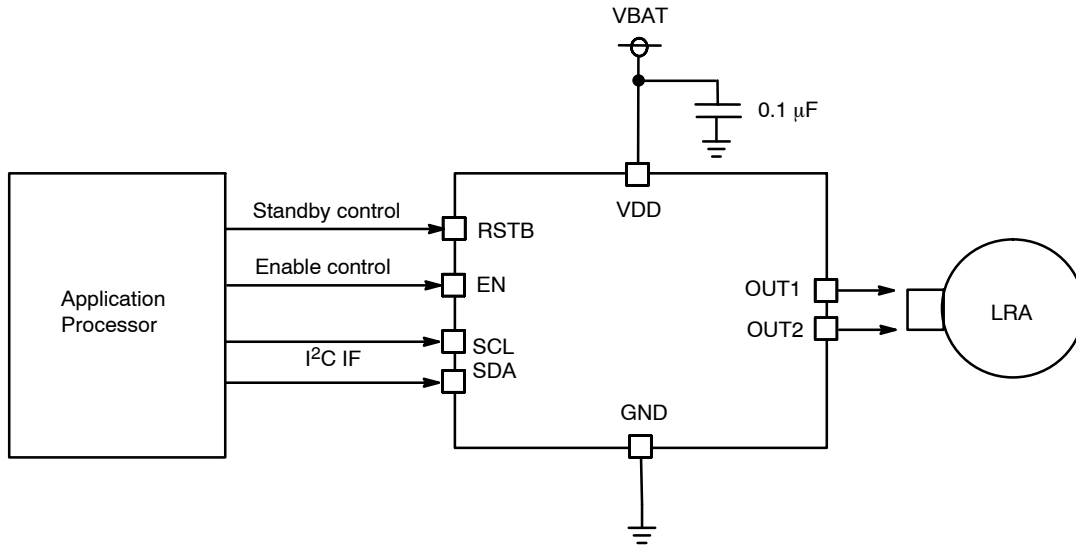 VBAT
0.1 μF
VDD
Standby control
RSTB
Enable control
EN
Application
Processor
SCL
I²C IF
SDA
OUT1
OUT2
LRA
GND